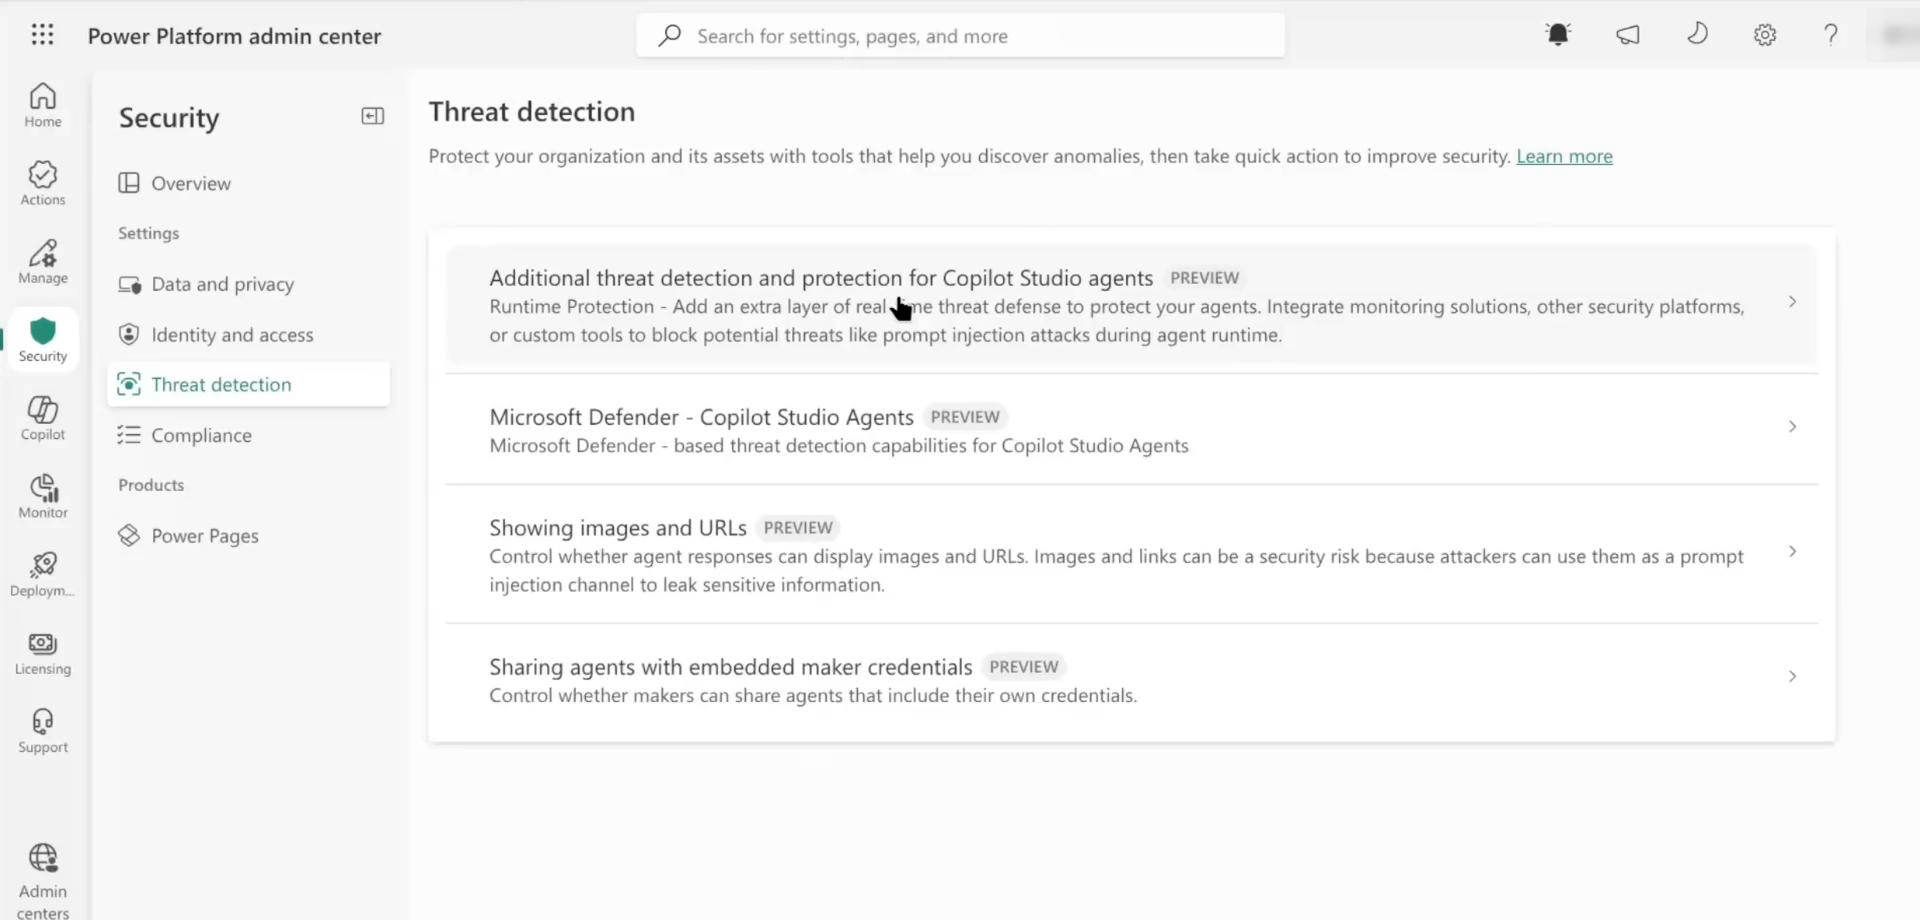 Power Platform admin center
Search for settings, pages, and more
Home
Actions
Manage
Security
Copilot
Monitor
Deploym...
Licensing
Support
Admin
centers
Security
Overview
Settings
Data and privacy
Identity and access
Threat detection
Compliance
Products
Power Pages
Threat detection
Protect your organization and its assets with tools that help you discover anomalies, then take quick action to improve security. Learn more
Additional threat detection and protection for Copilot Studio agents PREVIEW
Runtime Protection - Add an extra layer of real-time threat defense to protect your agents. Integrate monitoring solutions, other security platforms,
or custom tools to block potential threats like prompt injection attacks during agent runtime.
Microsoft Defender - Copilot Studio Agents PREVIEW
Microsoft Defender - based threat detection capabilities for Copilot Studio Agents
Showing images and URLs PREVIEW
Control whether agent responses can display images and URLs. Images and links can be a security risk because attackers can use them as a prompt
injection channel to leak sensitive information.
Sharing agents with embedded maker credentials PREVIEW
Control whether makers can share agents that include their own credentials.